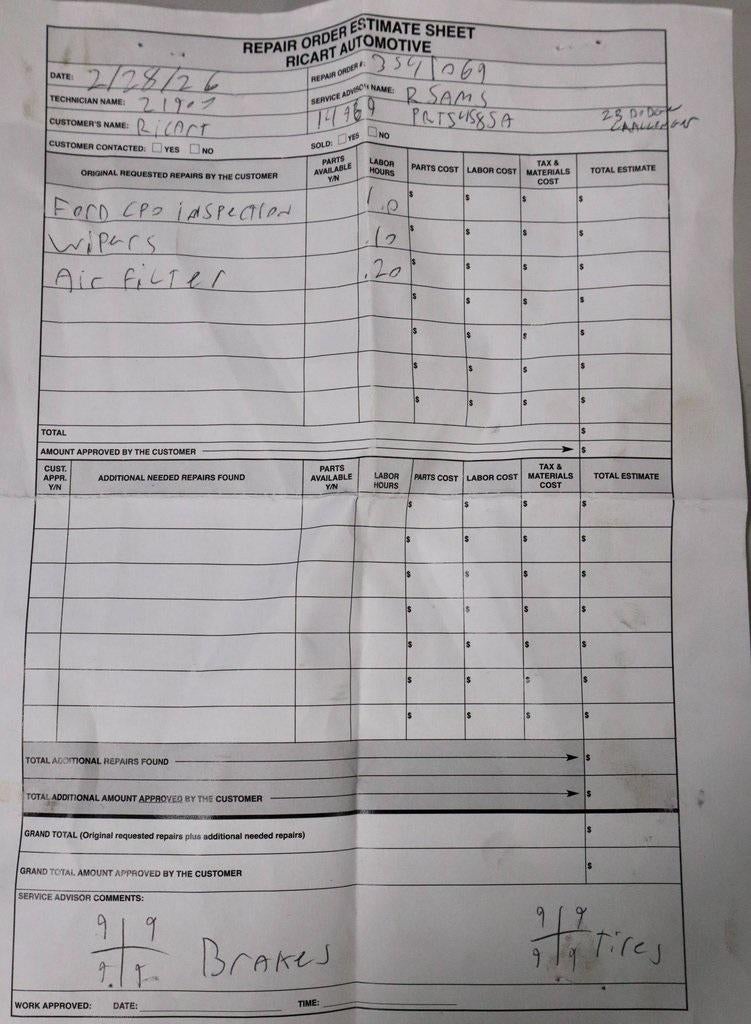 REPAIR ORDER ESTIMATE SHEET
RICART AUTOMOTIVE
DATE: 2/28/26
REPAIR ORDER #: 3541069
TECHNICIAN NAME:
SERVICE ADVISOR NAME: RSAMS
CUSTOMER'S NAME: RicArt
14969 PRTS4585A
23 DODGE CHALLENGER
CUSTOMER CONTACTED: ☐ YES ☐ NO
SOLD: ☐ YES ☐ NO
ORIGINAL REQUESTED REPAIRS BY THE CUSTOMER
PARTS AVAILABLE Y/N
LABOR HOURS
PARTS COST
LABOR COST
TAX & MATERIALS COST
TOTAL ESTIMATE
FORD CPO inspection 1.0 $ $ $ $
Wipers .10 $ $ $ $
Air Filter .20 $ $ $ $
$ $ $ $
$ $ $ $
$ $ $ $
$ $ $ $
TOTAL $
AMOUNT APPROVED BY THE CUSTOMER $
CUST. APPR. Y/N
ADDITIONAL NEEDED REPAIRS FOUND
PARTS AVAILABLE Y/N
LABOR HOURS
PARTS COST
LABOR COST
TAX & MATERIALS COST
TOTAL ESTIMATE
$ $ $ $
$ $ $ $
$ $ $ $
$ $ $ $
$ $ $ $
$ $ $ $
$ $ $ $
TOTAL ADDITIONAL REPAIRS FOUND $
TOTAL ADDITIONAL AMOUNT APPROVED BY THE CUSTOMER $
GRAND TOTAL (Original requested repairs plus additional needed repairs) $
GRAND TOTAL AMOUNT APPROVED BY THE CUSTOMER $
SERVICE ADVISOR COMMENTS:
9 9
9 9 Brakes
9 9
9 9 Tires
WORK APPROVED: DATE: TIME: